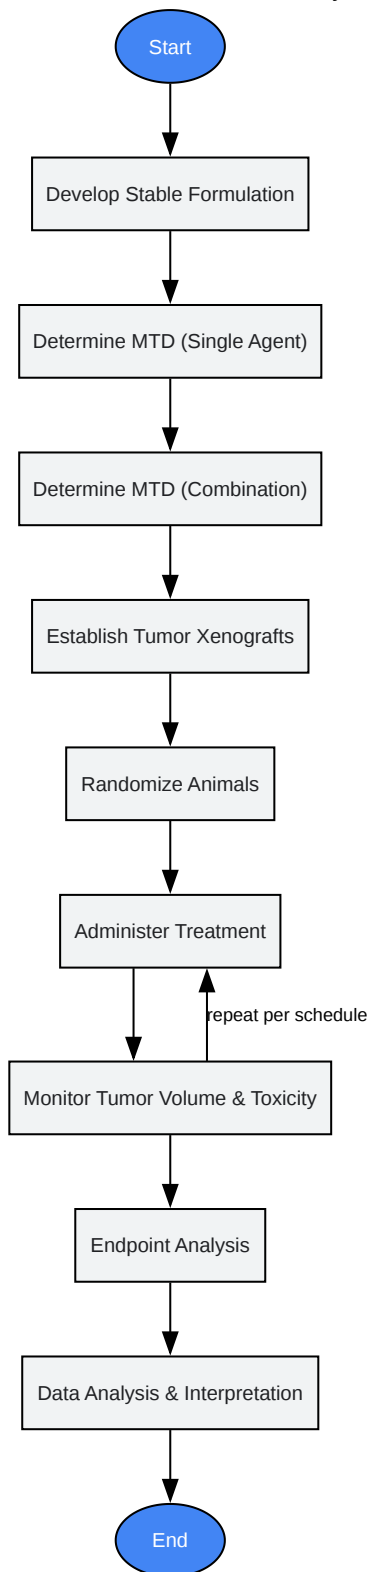 Start
Develop Stable Formulation
Determine MTD (Single Agent)
Determine MTD (Combination)
Establish Tumor Xenografts
Randomize Animals
Administer Treatment
repeat per schedule
Monitor Tumor Volume & Toxicity
Endpoint Analysis
Data Analysis & Interpretation
End